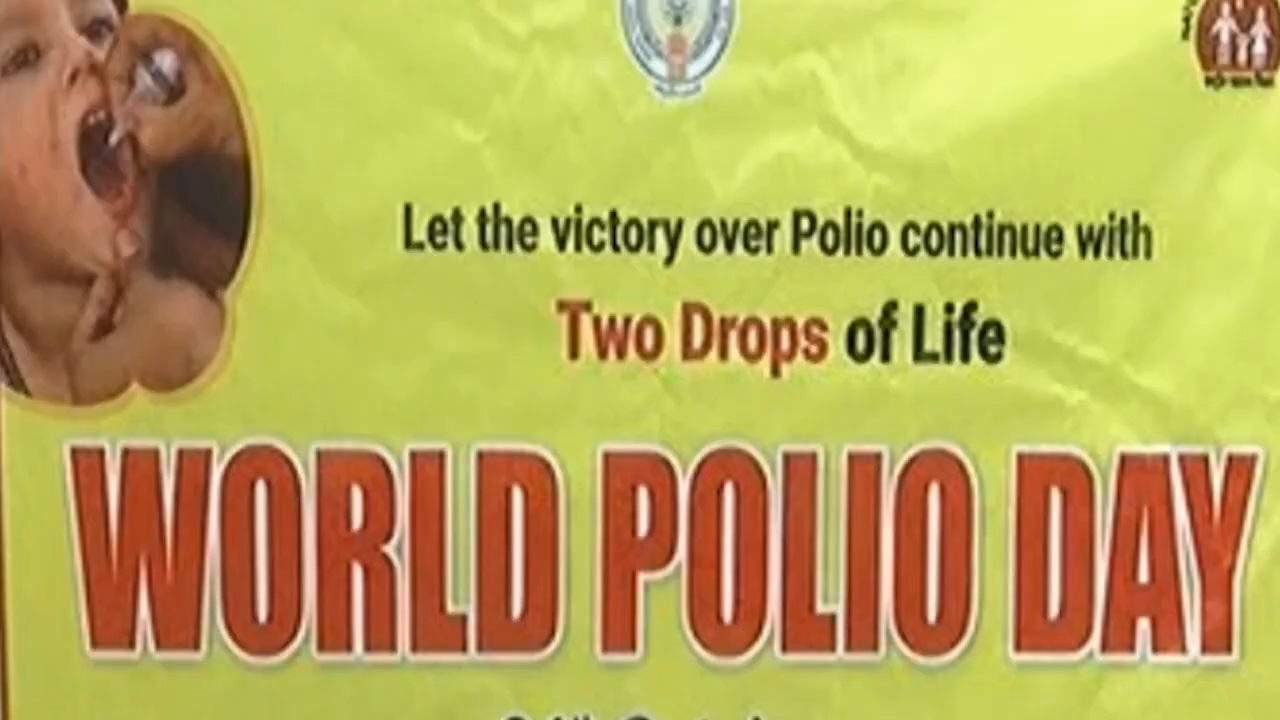 Let the victory over Polio continue with
Two Drops of Life
WORLD POLIO DAY